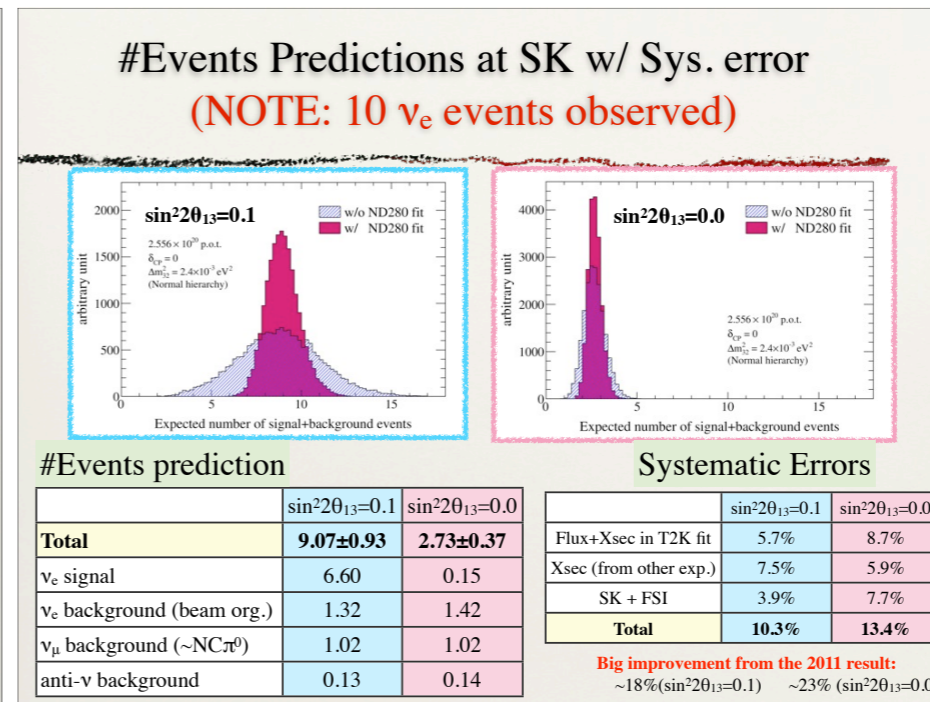 #Events Predictions at SK w/ Sys. error
(NOTE: 10 νₑ events observed)
sin²2θ₁₃=0.1
w/o ND280 fit
w/ ND280 fit
2.556 × 10²⁰ p.o.t.
δCP = 0
Δm²₃₂ = 2.4×10⁻³ eV²
(Normal hierarchy)
arbitrary unit
2000
1500
1000
500
0
0 5 10 15
Expected number of signal+background events
sin²2θ₁₃=0.0
w/o ND280 fit
w/ ND280 fit
2.556 × 10²⁰ p.o.t.
δCP = 0
Δm²₃₂ = 2.4×10⁻³ eV²
(Normal hierarchy)
arbitrary unit
4000
3000
2000
1000
0
0 5 10 15
Expected number of signal+background events
#Events prediction
sin²2θ₁₃=0.1 sin²2θ₁₃=0.0
Total 9.07±0.93 2.73±0.37
νₑ signal 6.60 0.15
νₑ background (beam org.) 1.32 1.42
νμ background (~NCπ⁰) 1.02 1.02
anti-ν background 0.13 0.14
Systematic Errors
sin²2θ₁₃=0.1 sin²2θ₁₃=0.0
Flux+Xsec in T2K fit 5.7% 8.7%
Xsec (from other exp.) 7.5% 5.9%
SK + FSI 3.9% 7.7%
Total 10.3% 13.4%
Big improvement from the 2011 result:
~18%(sin²2θ₁₃=0.1) ~23% (sin²2θ₁₃=0.0